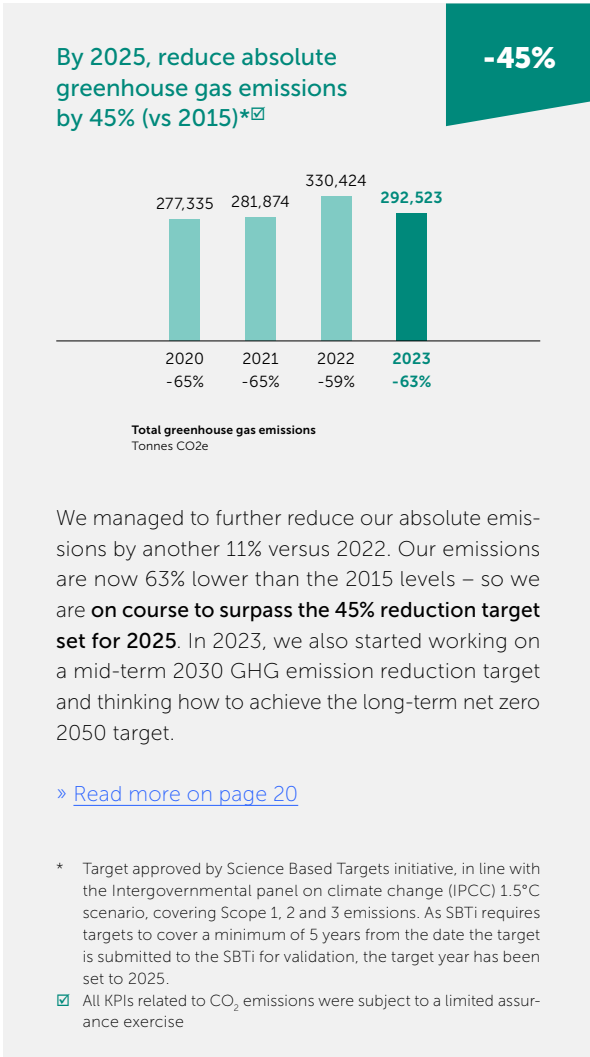 By 2025, reduce absolute
greenhouse gas emissions
by 45% (vs 2015)*☑
-45%
277,335 281,874 330,424 292,523
2020 2021 2022 2023
-65% -65% -59% -63%
Total greenhouse gas emissions
Tonnes CO2e
We managed to further reduce our absolute emis-
sions by another 11% versus 2022. Our emissions
are now 63% lower than the 2015 levels – so we
are on course to surpass the 45% reduction target
set for 2025. In 2023, we also started working on
a mid-term 2030 GHG emission reduction target
and thinking how to achieve the long-term net zero
2050 target.
» Read more on page 20
* Target approved by Science Based Targets initiative, in line with
the Intergovernmental panel on climate change (IPCC) 1.5°C
scenario, covering Scope 1, 2 and 3 emissions. As SBTi requires
targets to cover a minimum of 5 years from the date the target
is submitted to the SBTi for validation, the target year has been
set to 2025.
☑ All KPIs related to CO₂ emissions were subject to a limited assur-
ance exercise